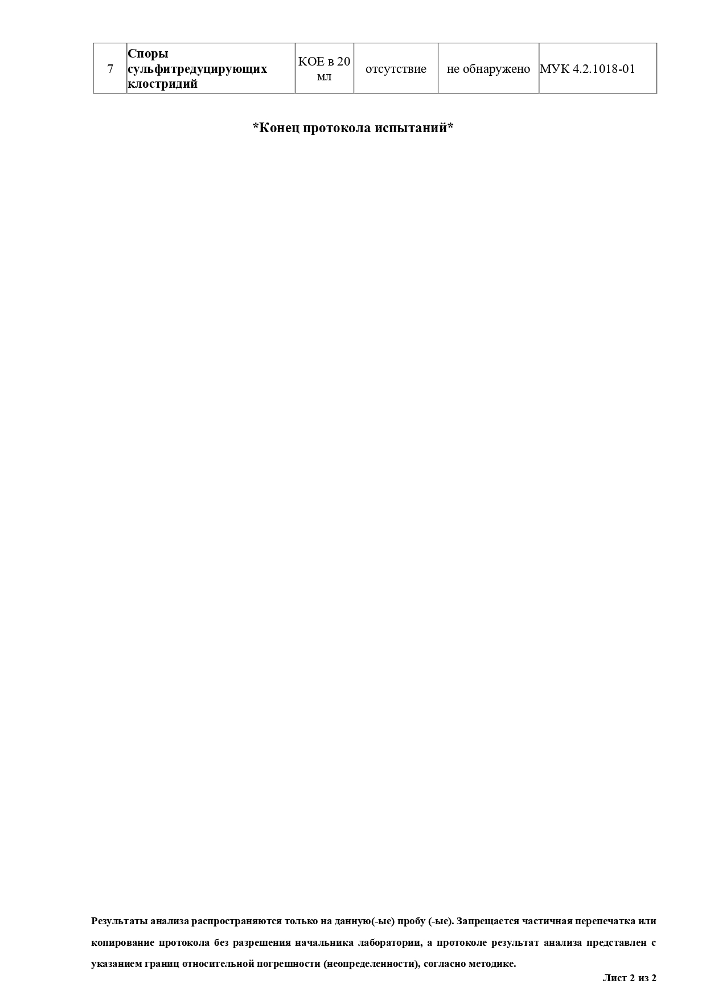 7
Споры
сульфитредуцирующих
клостридий
КОЕ в 20
мл
отсутствие
не обнаружено
МУК 4.2.1018-01
*Конец протокола испытаний*
Результаты анализа распространяются только на данную(-ые) пробу (-ые). Запрещается частичная перепечатка или
копирование протокола без разрешения начальника лаборатории, а протоколе результат анализа представлен с
указанием границ относительной погрешности (неопределенности), согласно методике.
Лист 2 из 2